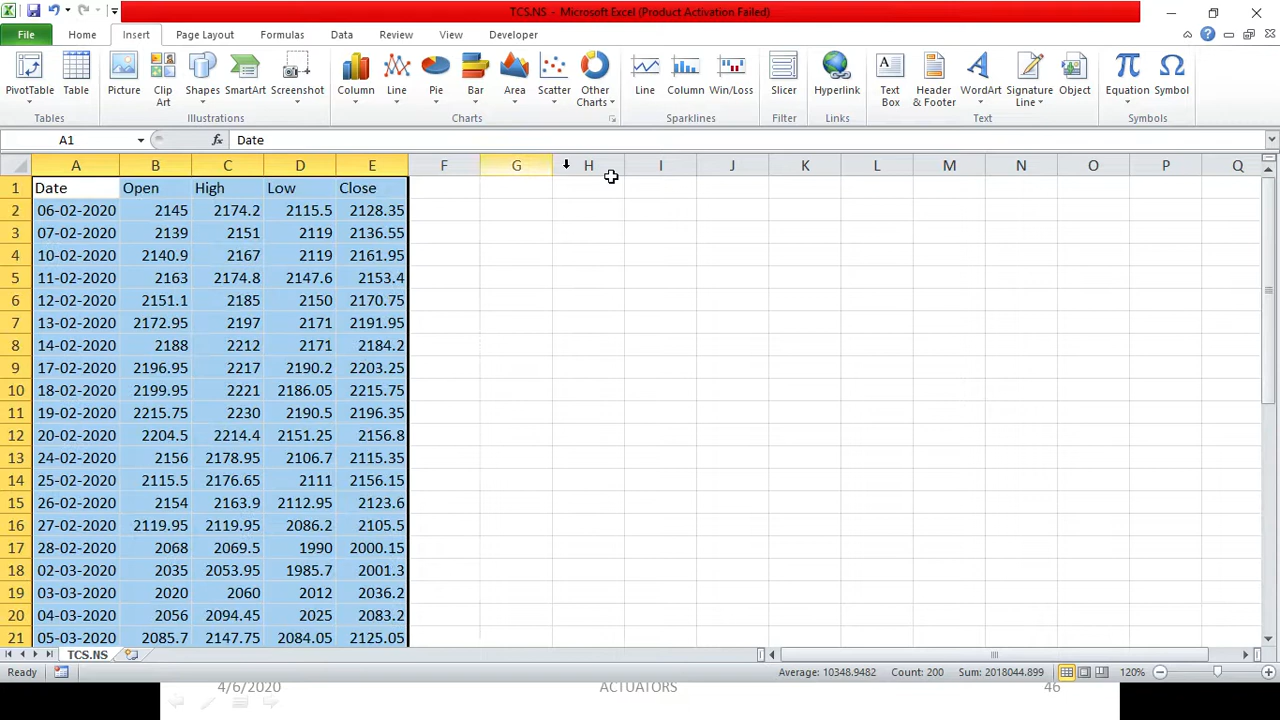 TCS.NS - Microsoft Excel (Product Activation Failed)
File Home Insert Page Layout Formulas Data Review View Developer
PivotTable Table Picture Clip Art Shapes SmartArt Screenshot Column Line Pie Bar Area Scatter Other Charts Line Column Win/Loss Slicer Hyperlink Text Box Header & Footer WordArt Signature Line Object Equation Symbol
Tables Illustrations Charts Sparklines Filter Links Text Symbols
A1 fx Date
A B C D E F G H I J K L M N O P Q
1 Date Open High Low Close
2 06-02-2020 2145 2174.2 2115.5 2128.35
3 07-02-2020 2139 2151 2119 2136.55
4 10-02-2020 2140.9 2167 2119 2161.95
5 11-02-2020 2163 2174.8 2147.6 2153.4
6 12-02-2020 2151.1 2185 2150 2170.75
7 13-02-2020 2172.95 2197 2171 2191.95
8 14-02-2020 2188 2212 2171 2184.2
9 17-02-2020 2196.95 2217 2190.2 2203.25
10 18-02-2020 2199.95 2221 2186.05 2215.75
11 19-02-2020 2215.75 2230 2190.5 2196.35
12 20-02-2020 2204.5 2214.4 2151.25 2156.8
13 24-02-2020 2156 2178.95 2106.7 2115.35
14 25-02-2020 2115.5 2176.65 2111 2156.15
15 26-02-2020 2154 2163.9 2112.95 2123.6
16 27-02-2020 2119.95 2119.95 2086.2 2105.5
17 28-02-2020 2068 2069.5 1990 2000.15
18 02-03-2020 2035 2053.95 1985.7 2001.3
19 03-03-2020 2020 2060 2012 2036.2
20 04-03-2020 2056 2094.45 2025 2083.2
21 05-03-2020 2085.7 2147.75 2084.05 2125.05
TCS.NS
Ready Average: 10348.9482 Count: 200 Sum: 2018044.899 120%
4/6/2020 ACTUATORS 46